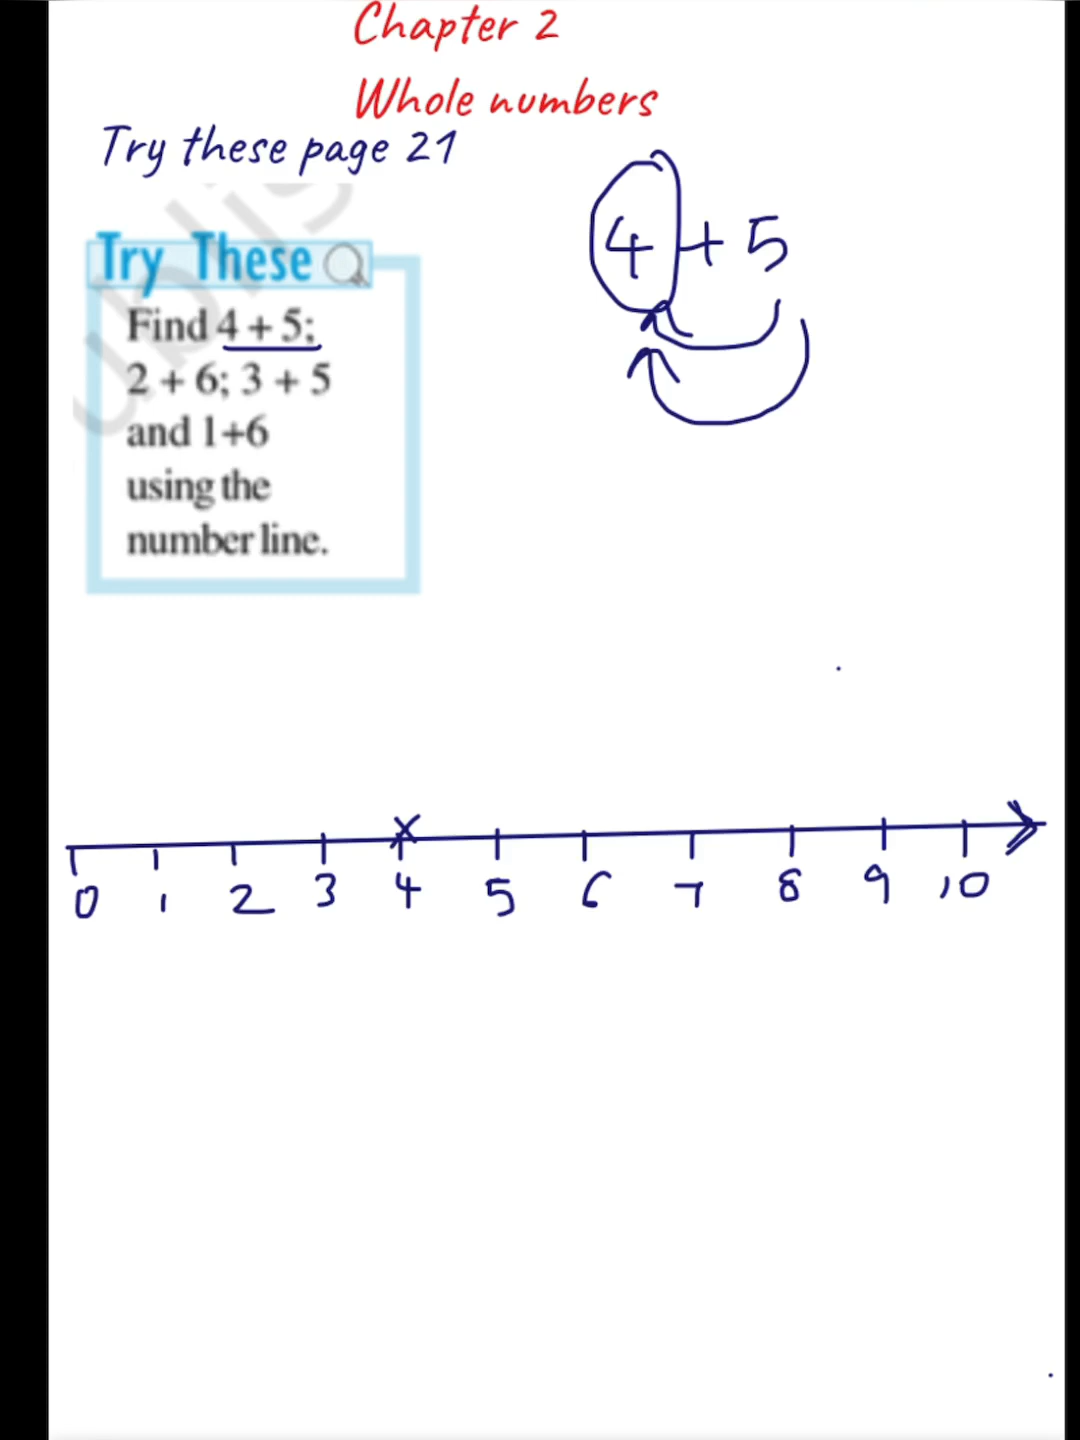 Chapter 2
Whole numbers
Try these page 21
4 + 5
Try These
Find 4 + 5;
2 + 6; 3 + 5
and 1+6
using the
number line.
0 1 2 3 4 5 6 7 8 9 10